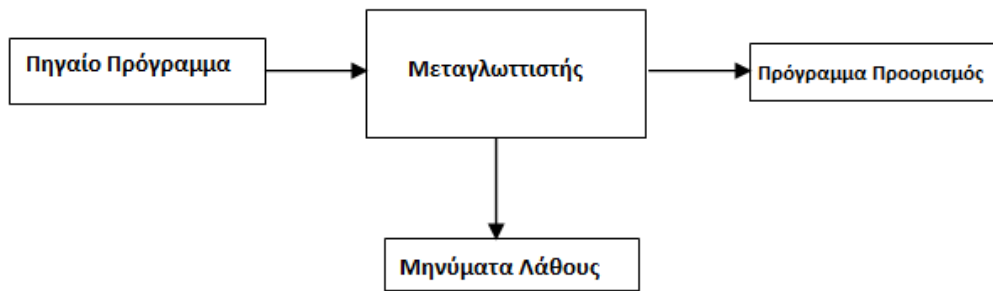 Πηγαίο Πρόγραμμα
Μεταγλωττιστής
Πρόγραμμα Προορισμός
Μηνύματα Λάθους